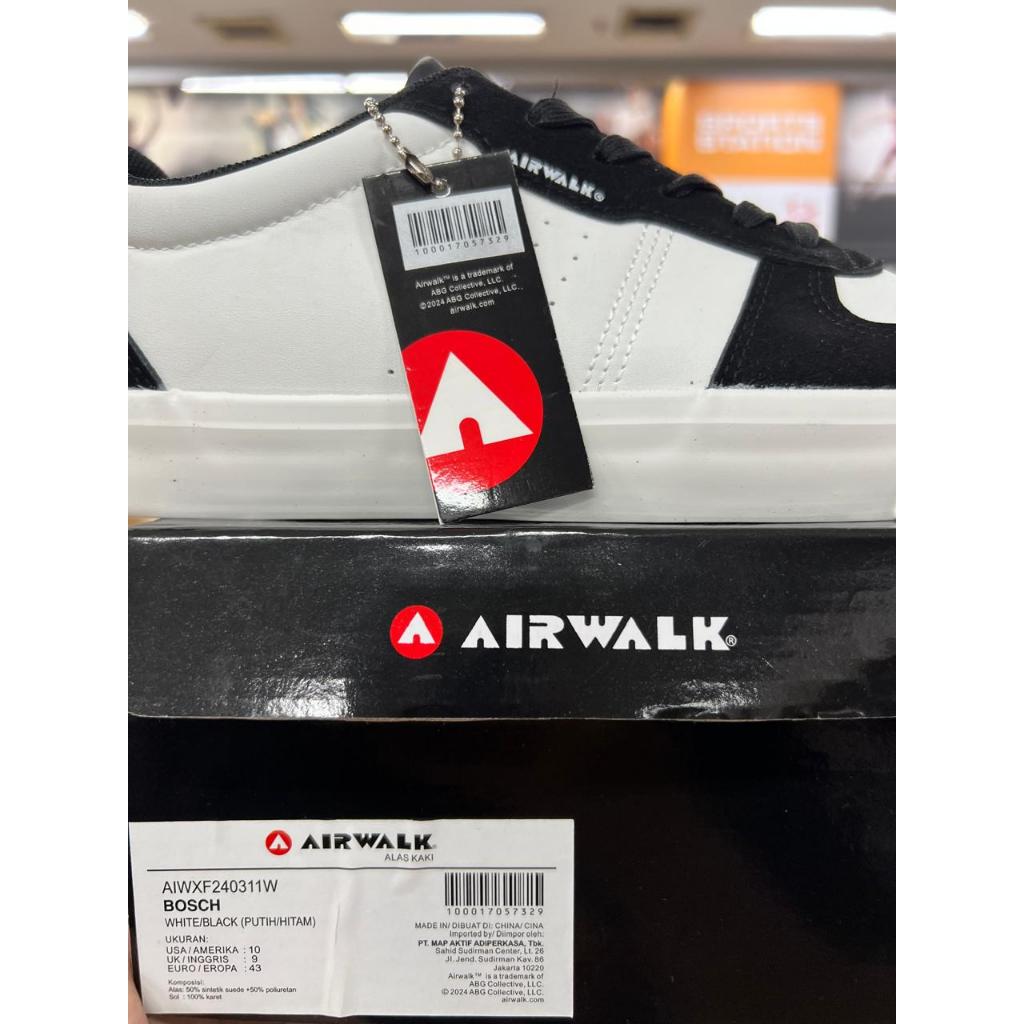 SPORTS
STATION
AIRWALK®
100017057329
Airwalk™ is a trademark of
ABG Collective, LLC.
©2024 ABG Collective, LLC.
airwalk.com
AIRWALK®
AIRWALK®
ALAS KAKI
AIWXF240311W
BOSCH
WHITE/BLACK (PUTIH/HITAM)
UKURAN:
USA / AMERIKA : 10
UK / INGGRIS : 9
EURO / EROPA : 43
Komposisi:
Alas: 50% sintetik suede +50% poliuretan
Sol : 100% karet
100017057329
MADE IN/ DIBUAT DI: CHINA/ CINA
Imported by/ Diimpor oleh:
PT. MAP AKTIF ADIPERKASA, Tbk.
Sahid Sudirman Center, Lt. 26
Jl. Jend. Sudirman Kav. 86
Jakarta 10220
Airwalk™ is a trademark of
ABG Collective, LLC.
© 2024 ABG Collective, LLC.
airwalk.com